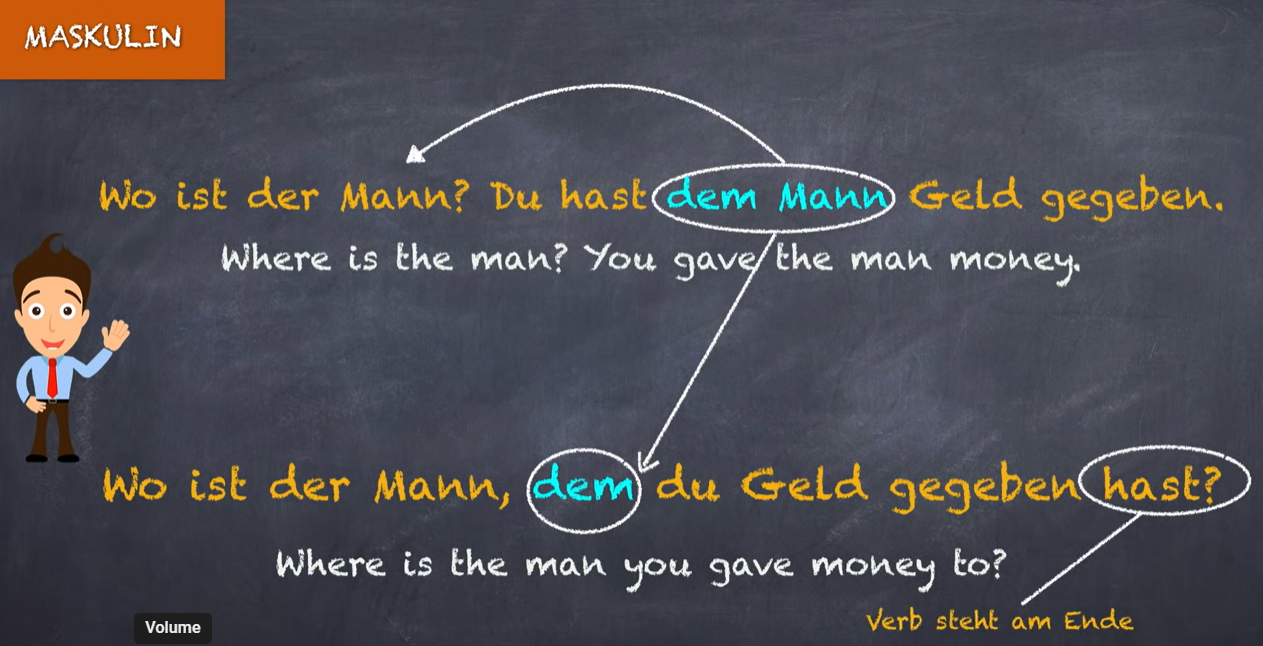 MASKULIN
Wo ist der Mann? Du hast dem Mann Geld gegeben.
Where is the man? You gave the man money.
Wo ist der Mann, dem du Geld gegeben hast?
Where is the man you gave money to?
Verb steht am Ende
Volume